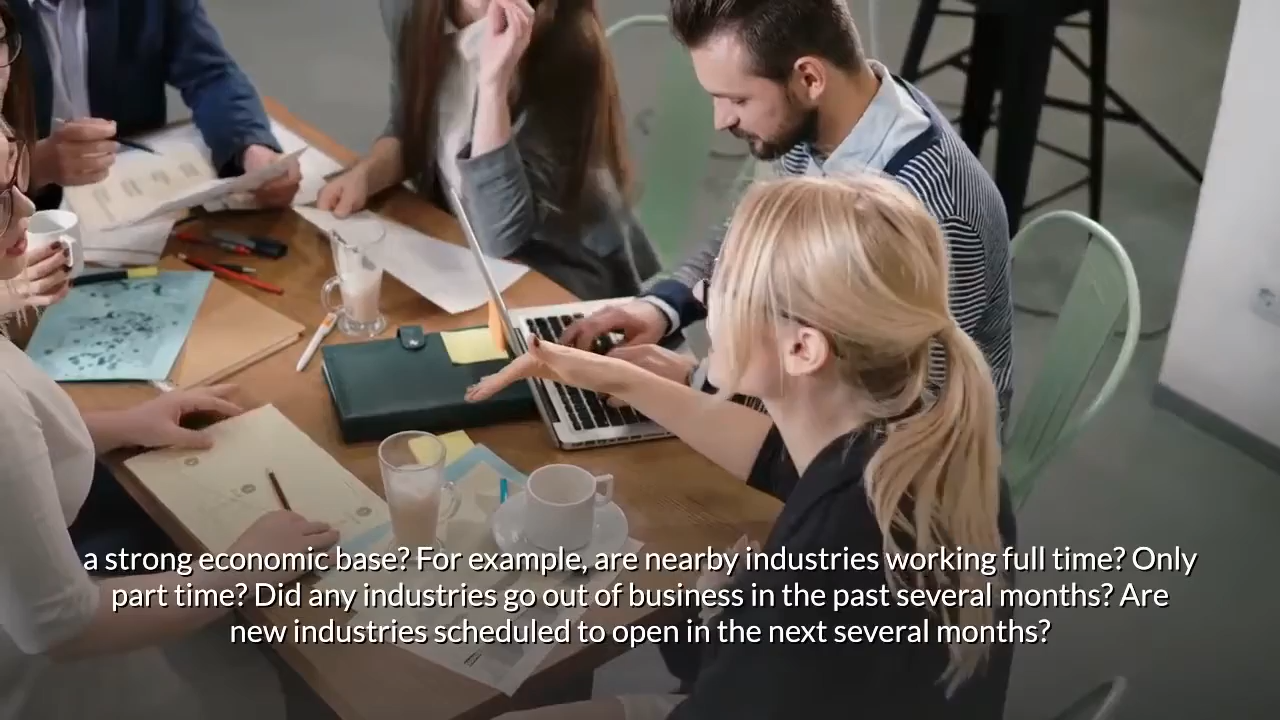 a strong economic base? For example, are nearby industries working full time? Only
part time? Did any industries go out of business in the past several months? Are
new industries scheduled to open in the next several months?